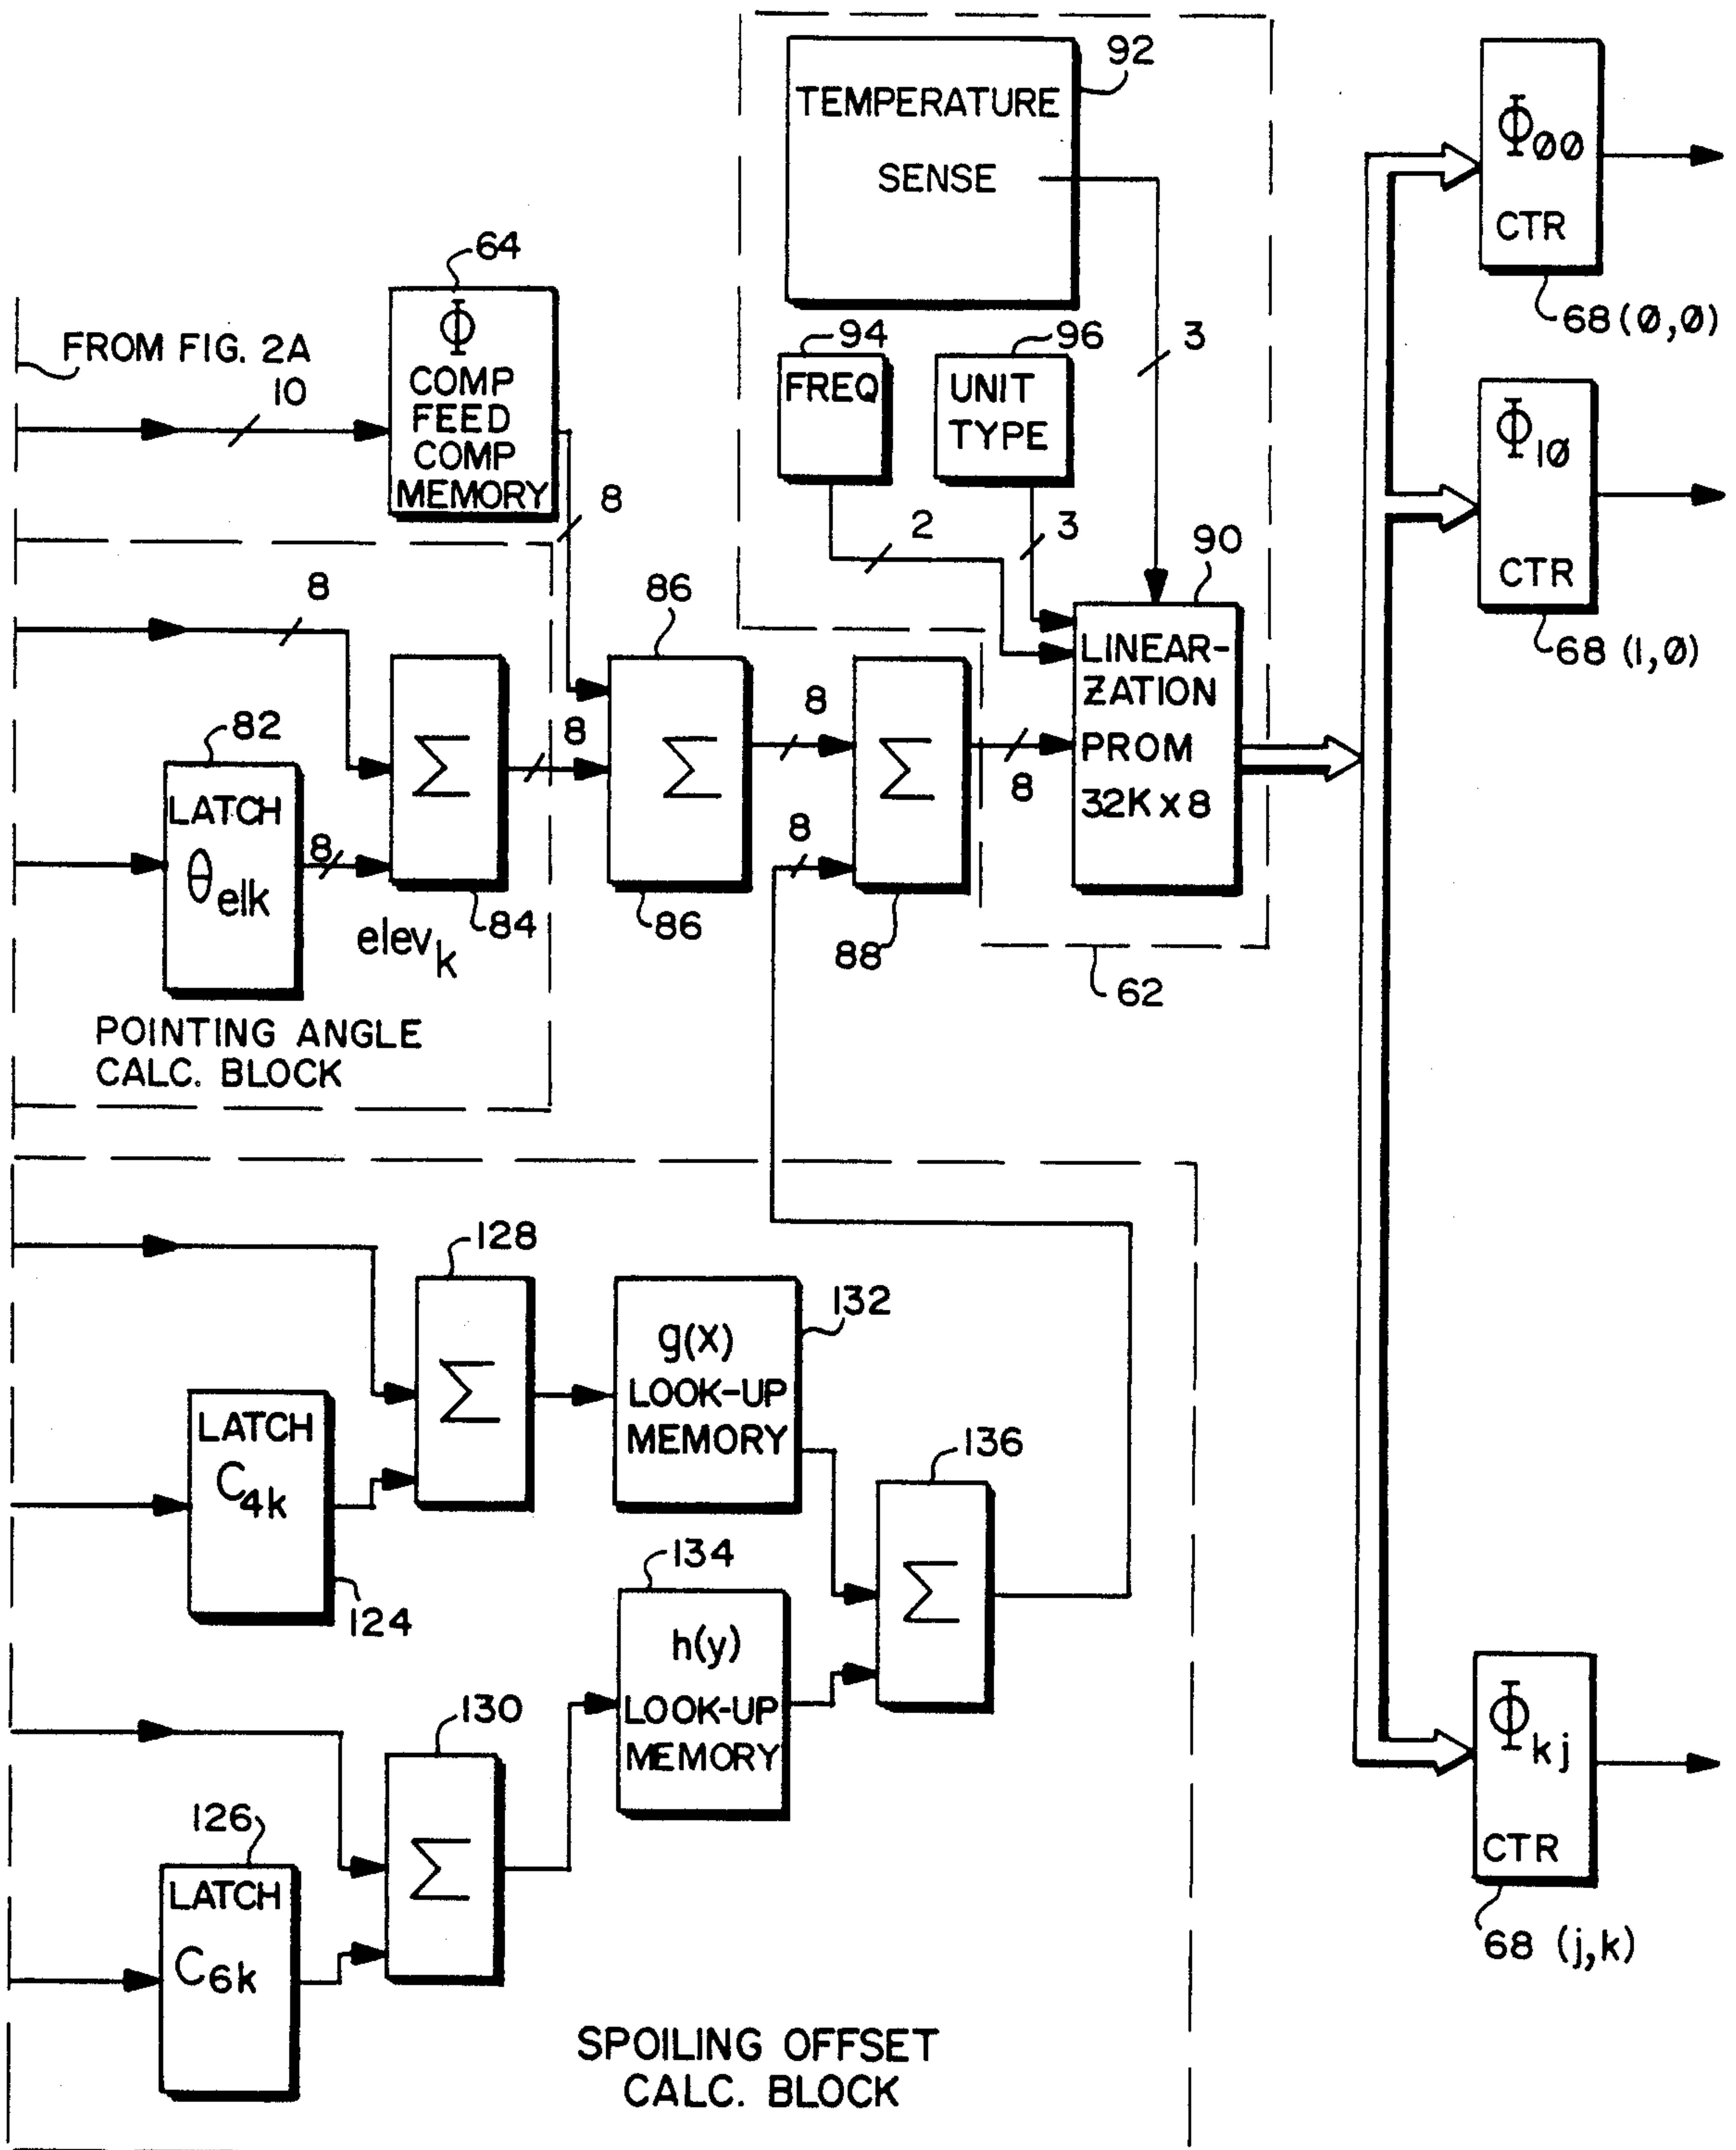 92
TEMPERATURE
SENSE
Φ00
CTR
68 (0,0)
64
Φ
COMP
FEED
COMP
MEMORY
FROM FIG. 2A
10
94
FREQ
96
UNIT
TYPE
3
8
2
3
90
Φ10
CTR
68 (1,0)
8
86
LINEAR-
ZATION
PROM
32K x 8
82
LATCH
θelk
8
Σ
84
elevk
8
Σ
86
8
8
Σ
88
8
62
POINTING ANGLE
CALC. BLOCK
128
Σ
132
g(x)
LOOK-UP
MEMORY
LATCH
C4k
124
136
Σ
134
h(y)
LOOK-UP
MEMORY
130
Σ
126
LATCH
C6k
Φkj
CTR
68 (j,k)
SPOILING OFFSET
CALC. BLOCK